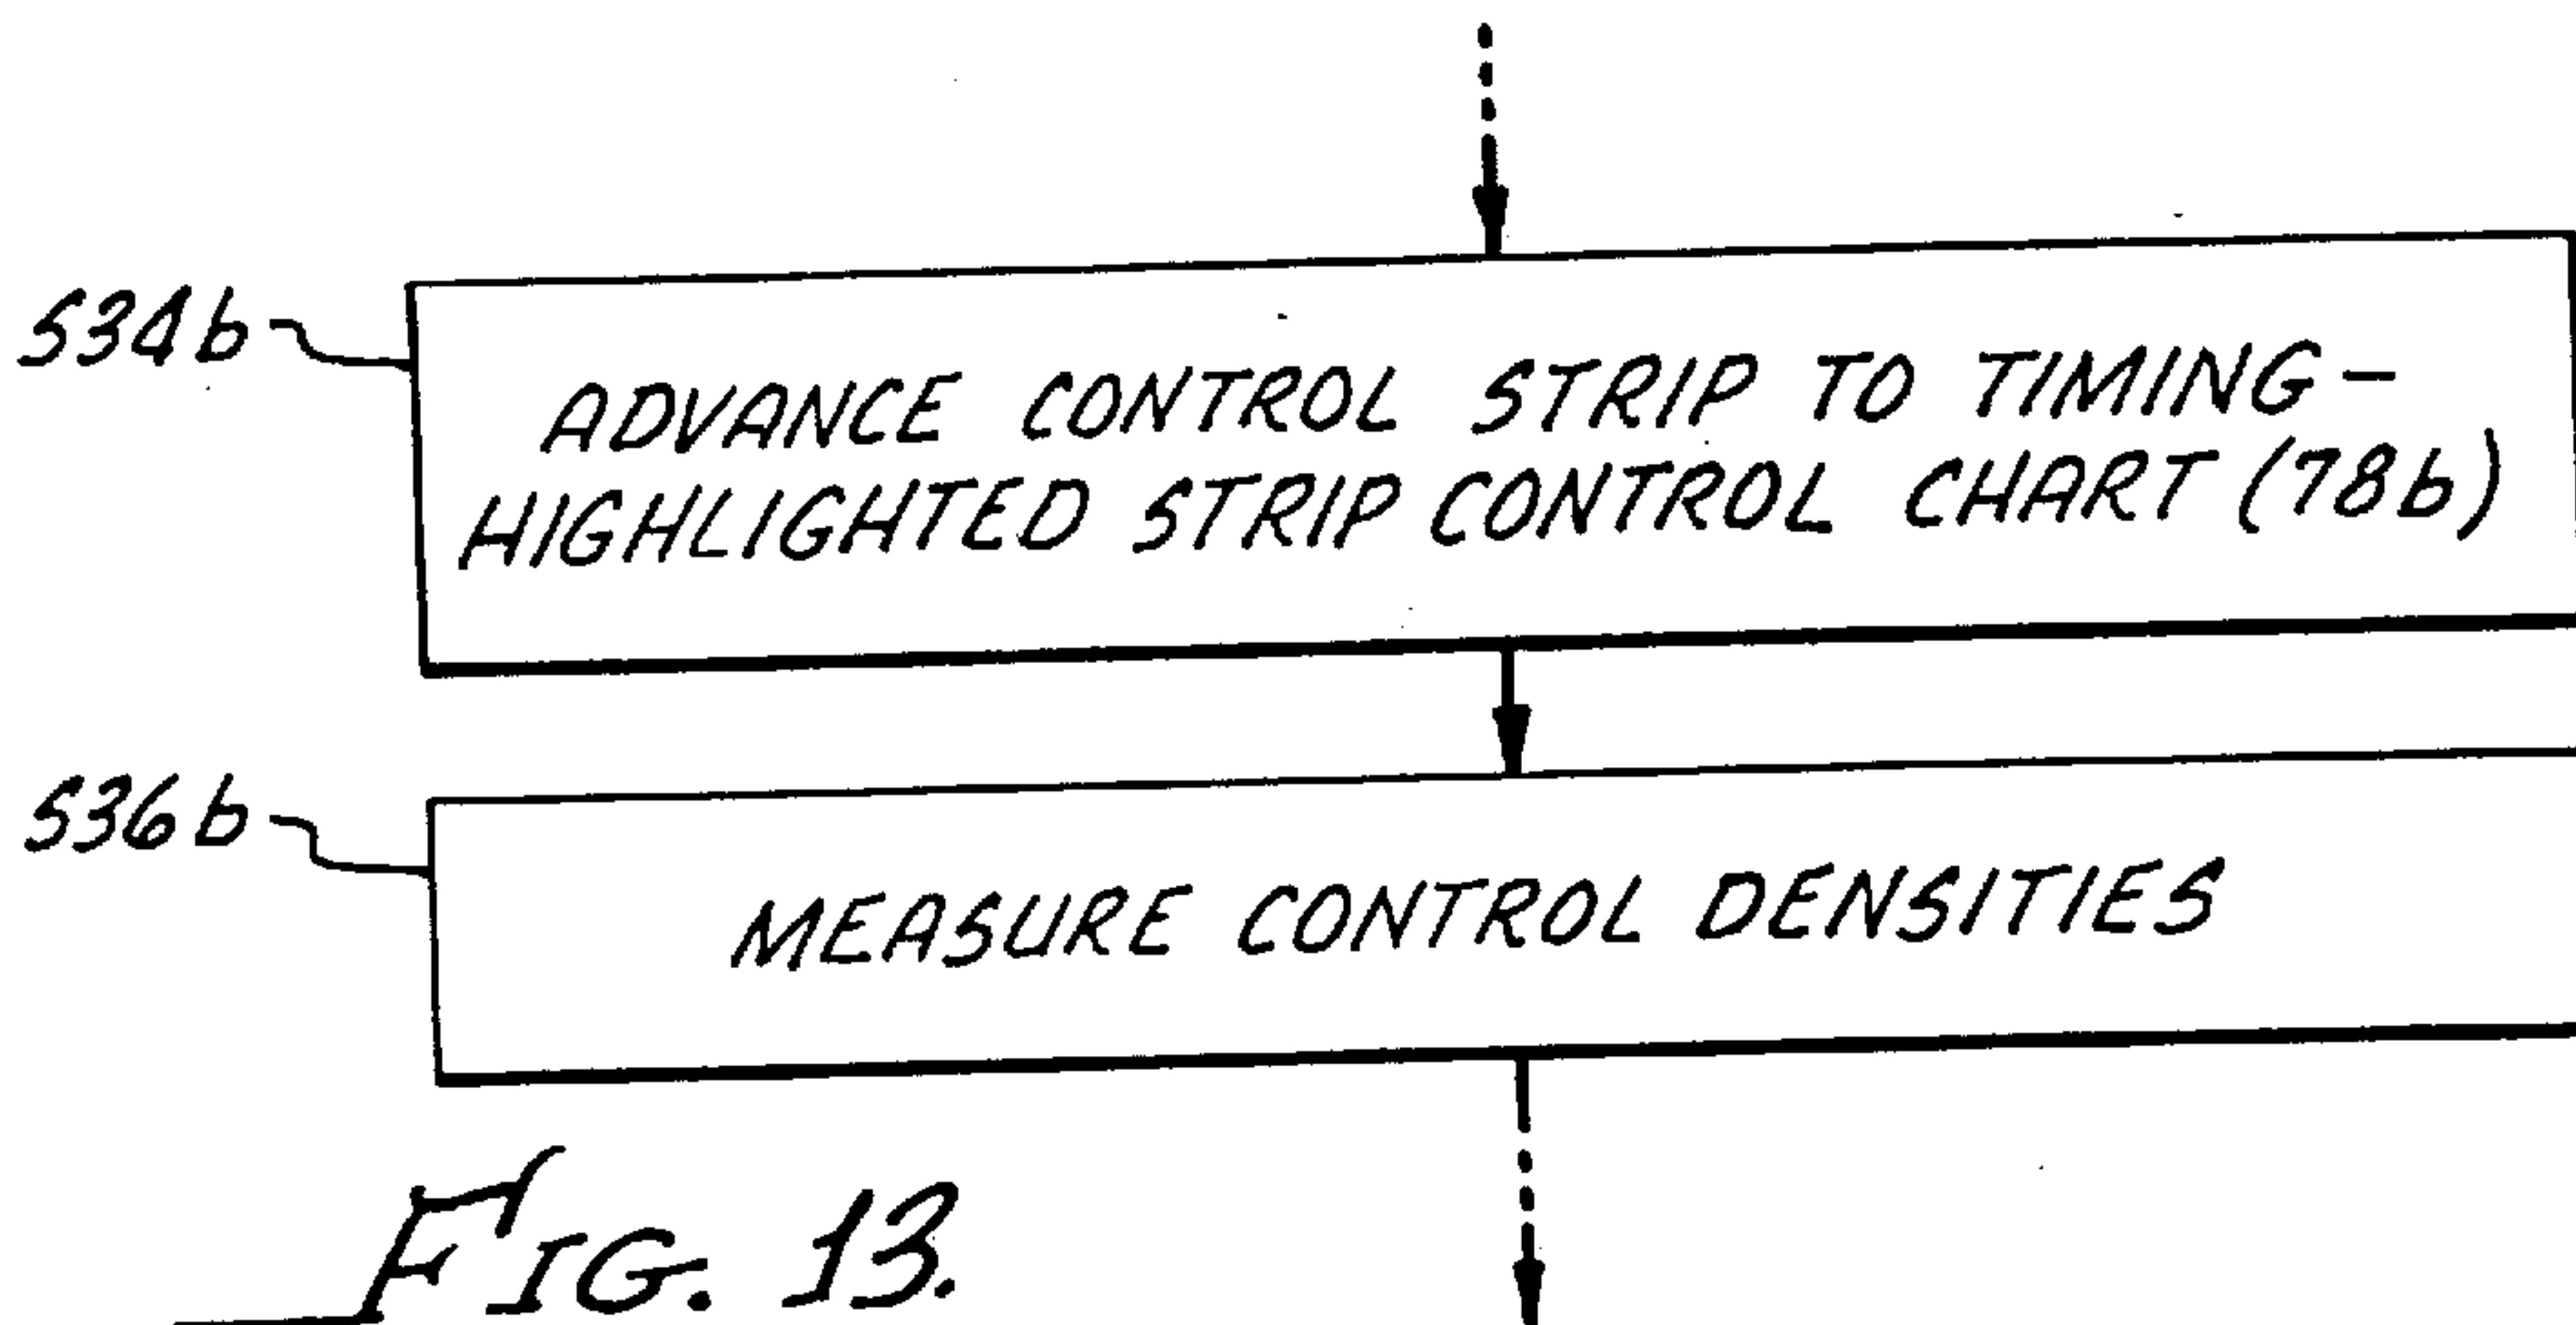 534b
ADVANCE CONTROL STRIP TO TIMING-
HIGHLIGHTED STRIP CONTROL CHART (78b)
536b
MEASURE CONTROL DENSITIES
FIG. 13.